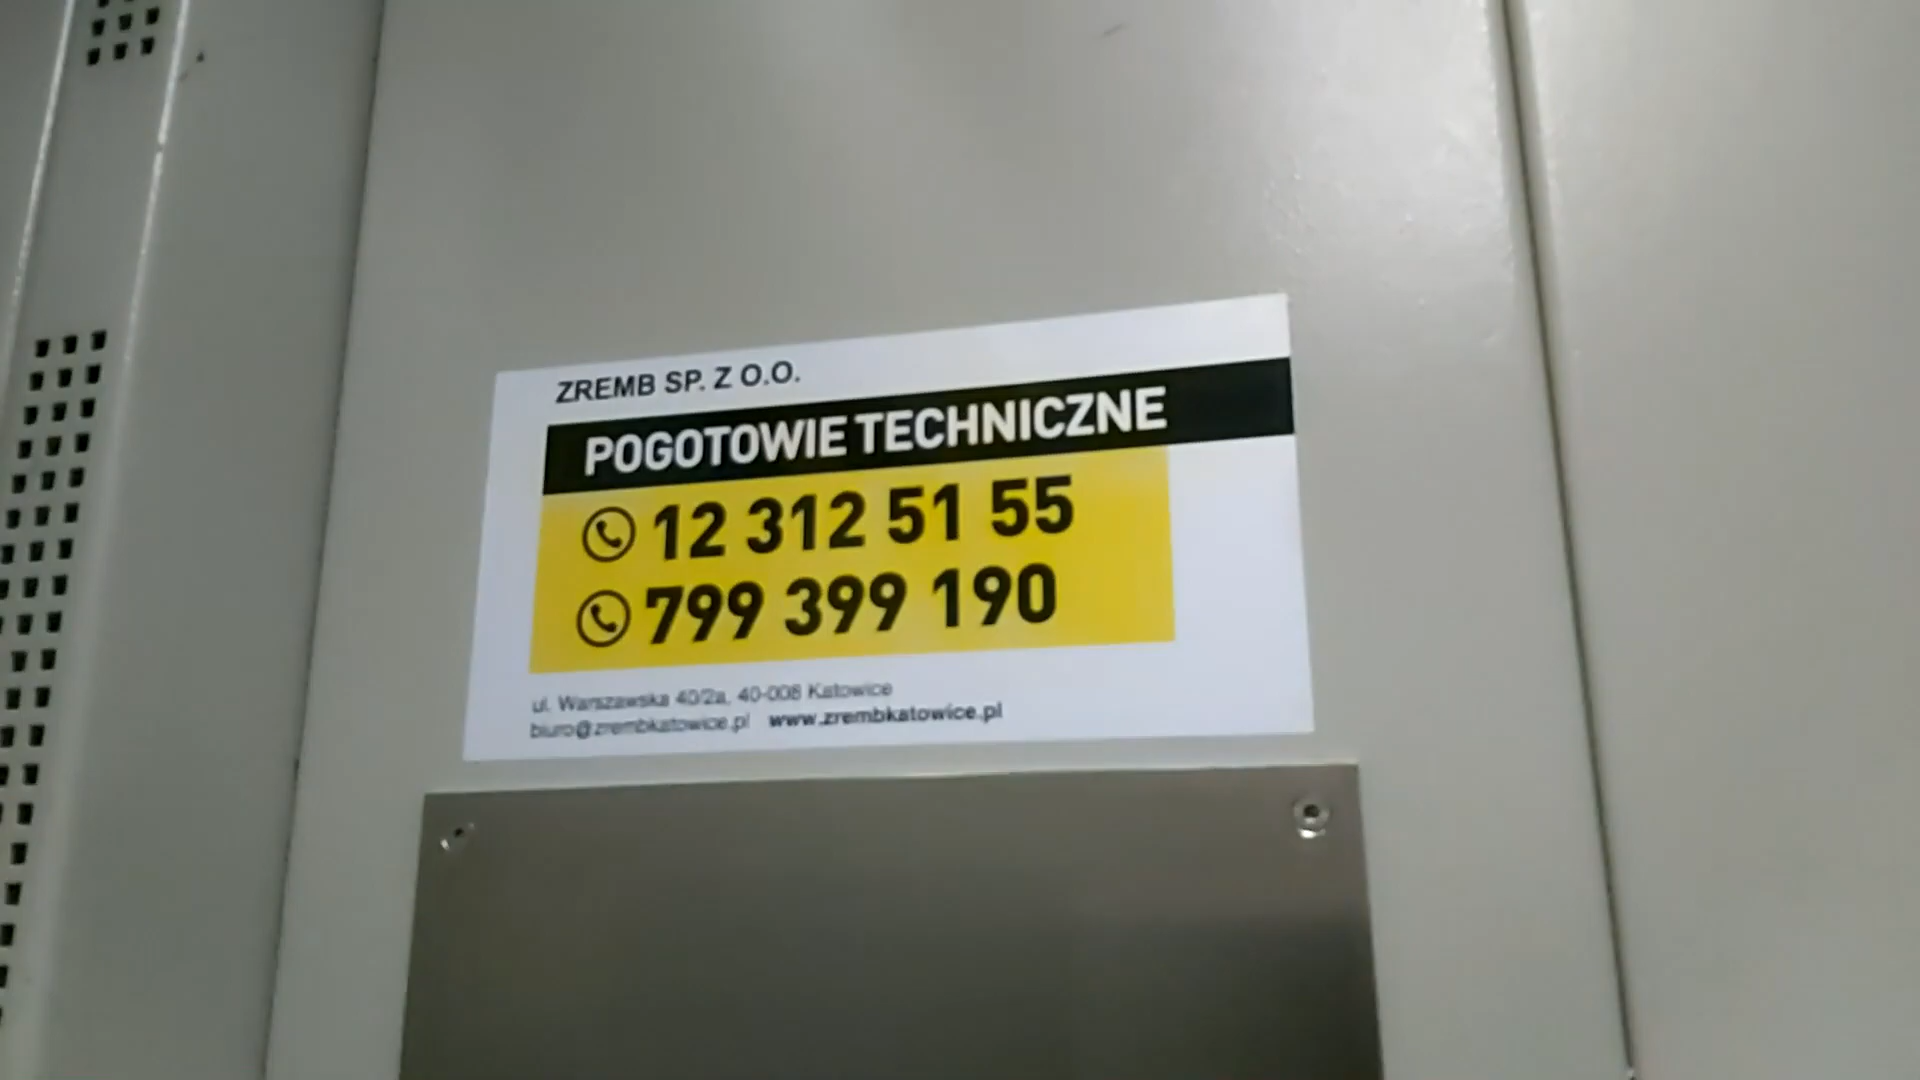 ZREMB SP. Z O.O.
POGOTOWIE TECHNICZNE
12 312 51 55
799 399 190
ul. Warszawska 40/2a, 40-008 Katowice
biuro@zrembkatowice.pl www.zrembkatowice.pl